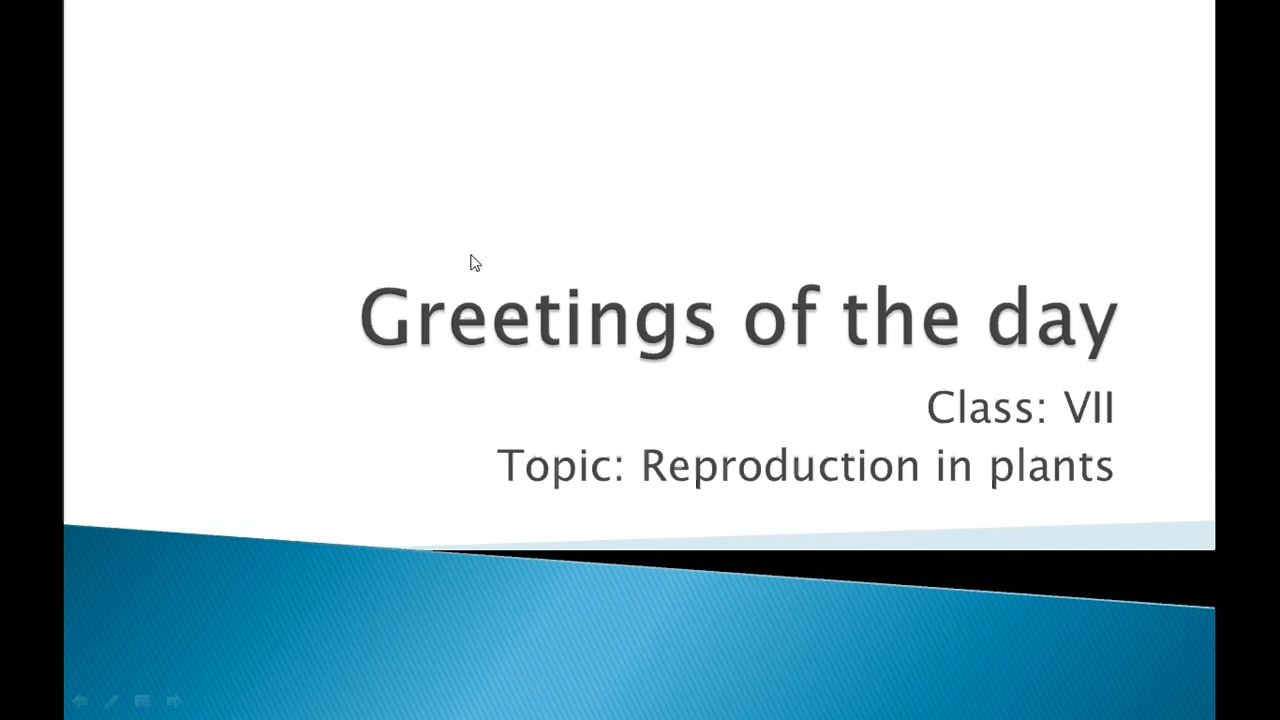 Greetings of the day
Class: VII
Topic: Reproduction in plants